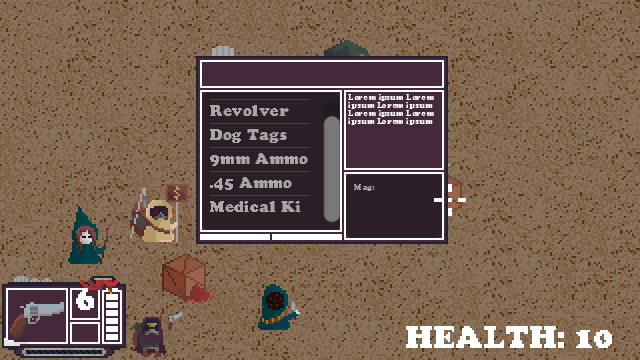 Revolver
Dog Tags
9mm Ammo
.45 Ammo
Medical Ki
Lorem ipsum Lorem
ipsum Lorem ipsum
Lorem ipsum Lorem
ipsum Lorem ipsum
Mag:
6
HEALTH: 10